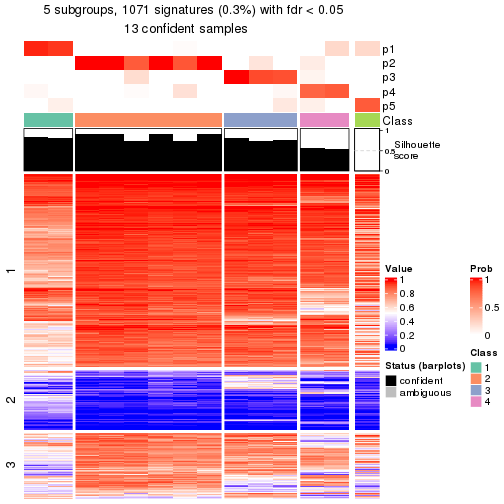 5 subgroups, 1071 signatures (0.3%) with fdr < 0.05
13 confident samples
p1
p2
p3
p4
p5
Class
1
0.5
0
Silhouette
score
1
2
3
Value
1
0.8
0.6
0.4
0.2
0
Prob
1
0.5
0
Status (barplots)
confident
ambiguous
Class
1
2
3
4